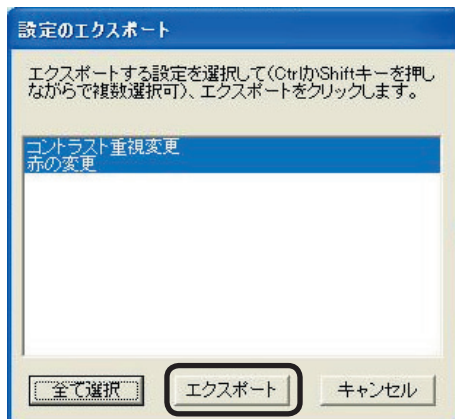 設定のエクスポート
エクスポートする設定を選択して(CtrlかShiftキーを押し
ながらで複数選択可)、エクスポートをクリックします。
コントラスト重視変更
赤の変更
全て選択 エクスポート キャンセル